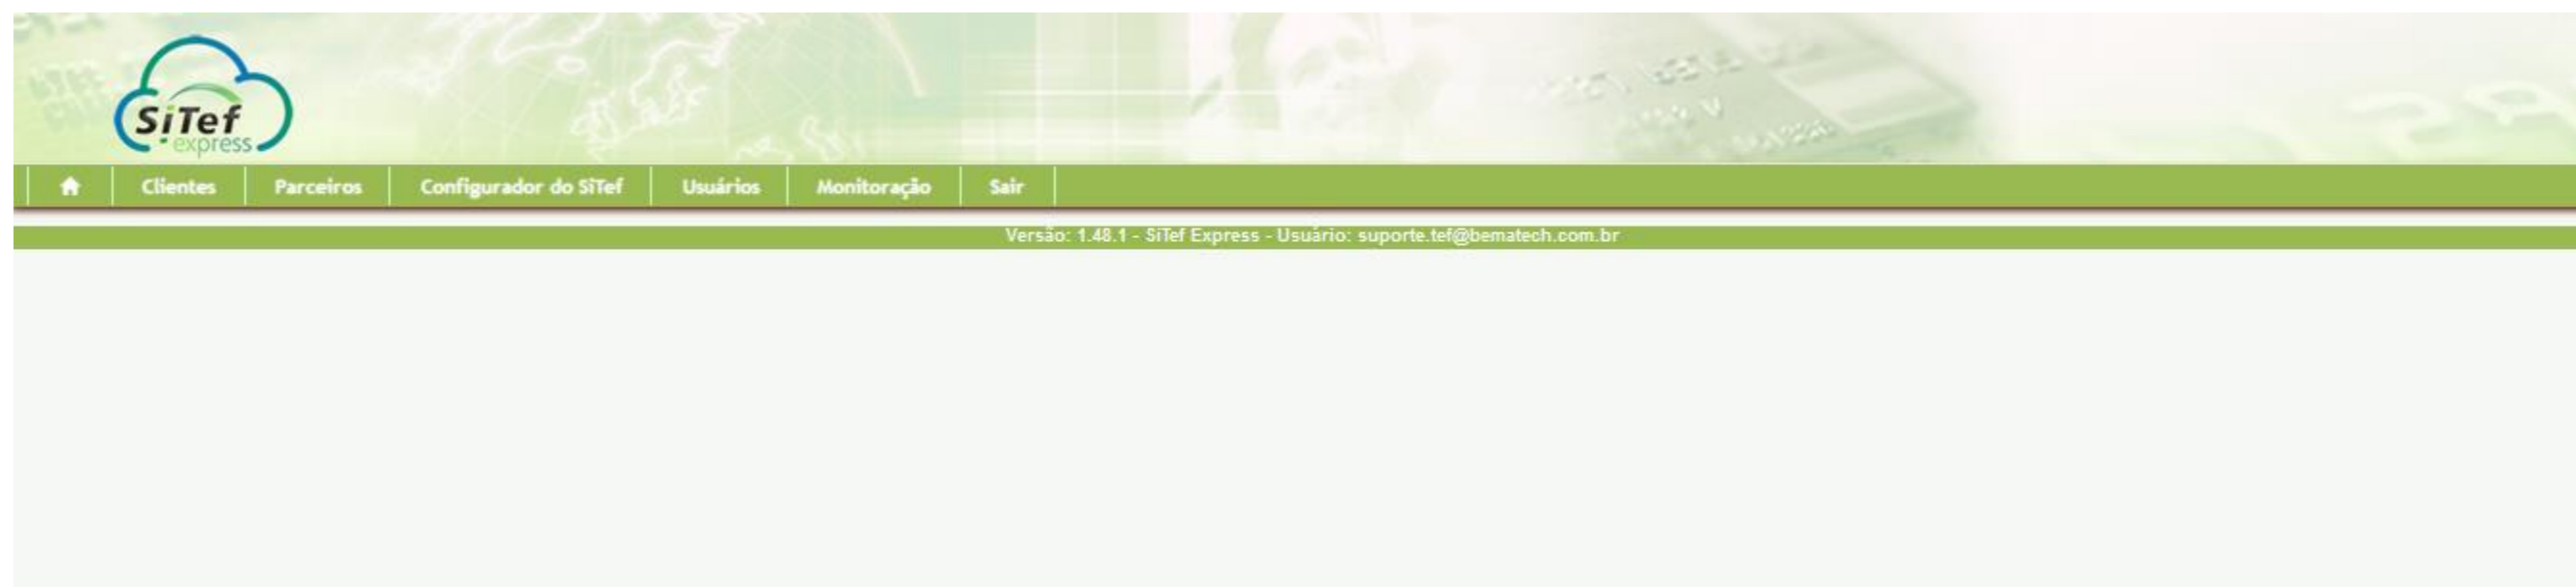 SiTef
express
Clientes Parceiros Configurador do SiTef Usuários Monitoração Sair
Versão: 1.48.1 - SiTef Express - Usuário: suporte.tef@bematech.com.br